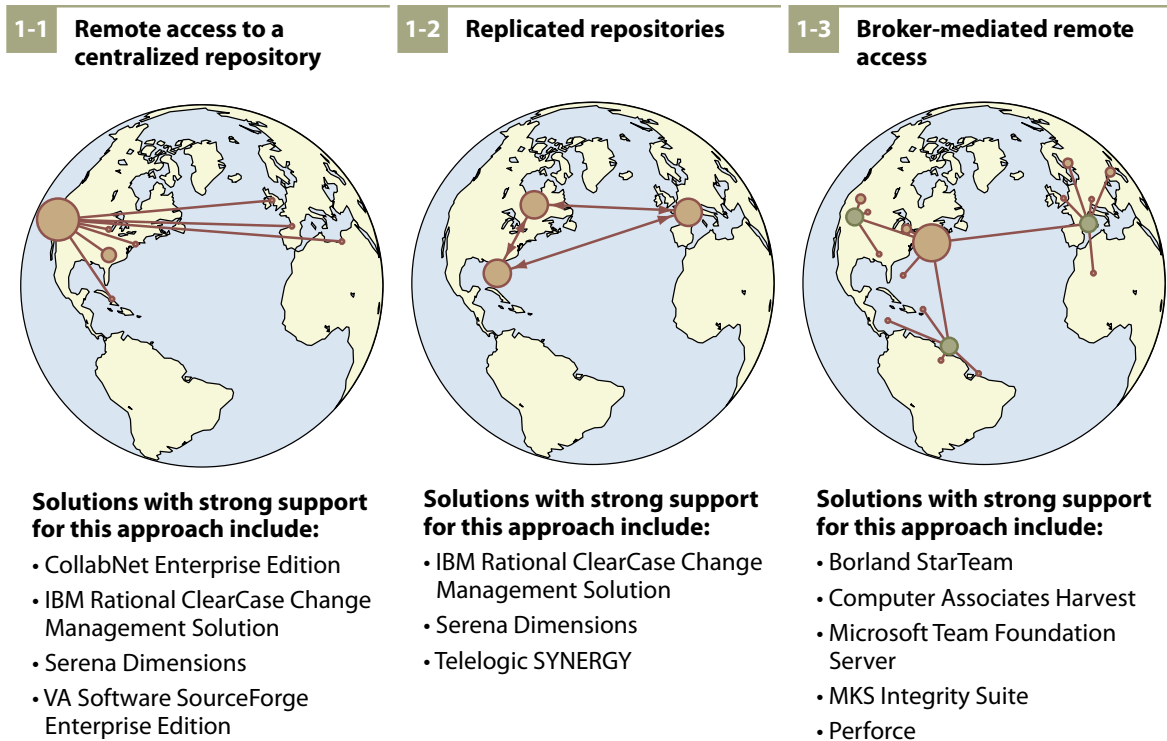 1-1 Remote access to a
centralized repository
Solutions with strong support
for this approach include:
• CollabNet Enterprise Edition
• IBM Rational ClearCase Change
Management Solution
• Serena Dimensions
• VA Software SourceForge
Enterprise Edition
1-2 Replicated repositories
Solutions with strong support
for this approach include:
• IBM Rational ClearCase Change
Management Solution
• Serena Dimensions
• Telelogic SYNERGY
1-3 Broker-mediated remote
access
Solutions with strong support
for this approach include:
• Borland StarTeam
• Computer Associates Harvest
• Microsoft Team Foundation
Server
• MKS Integrity Suite
• Perforce